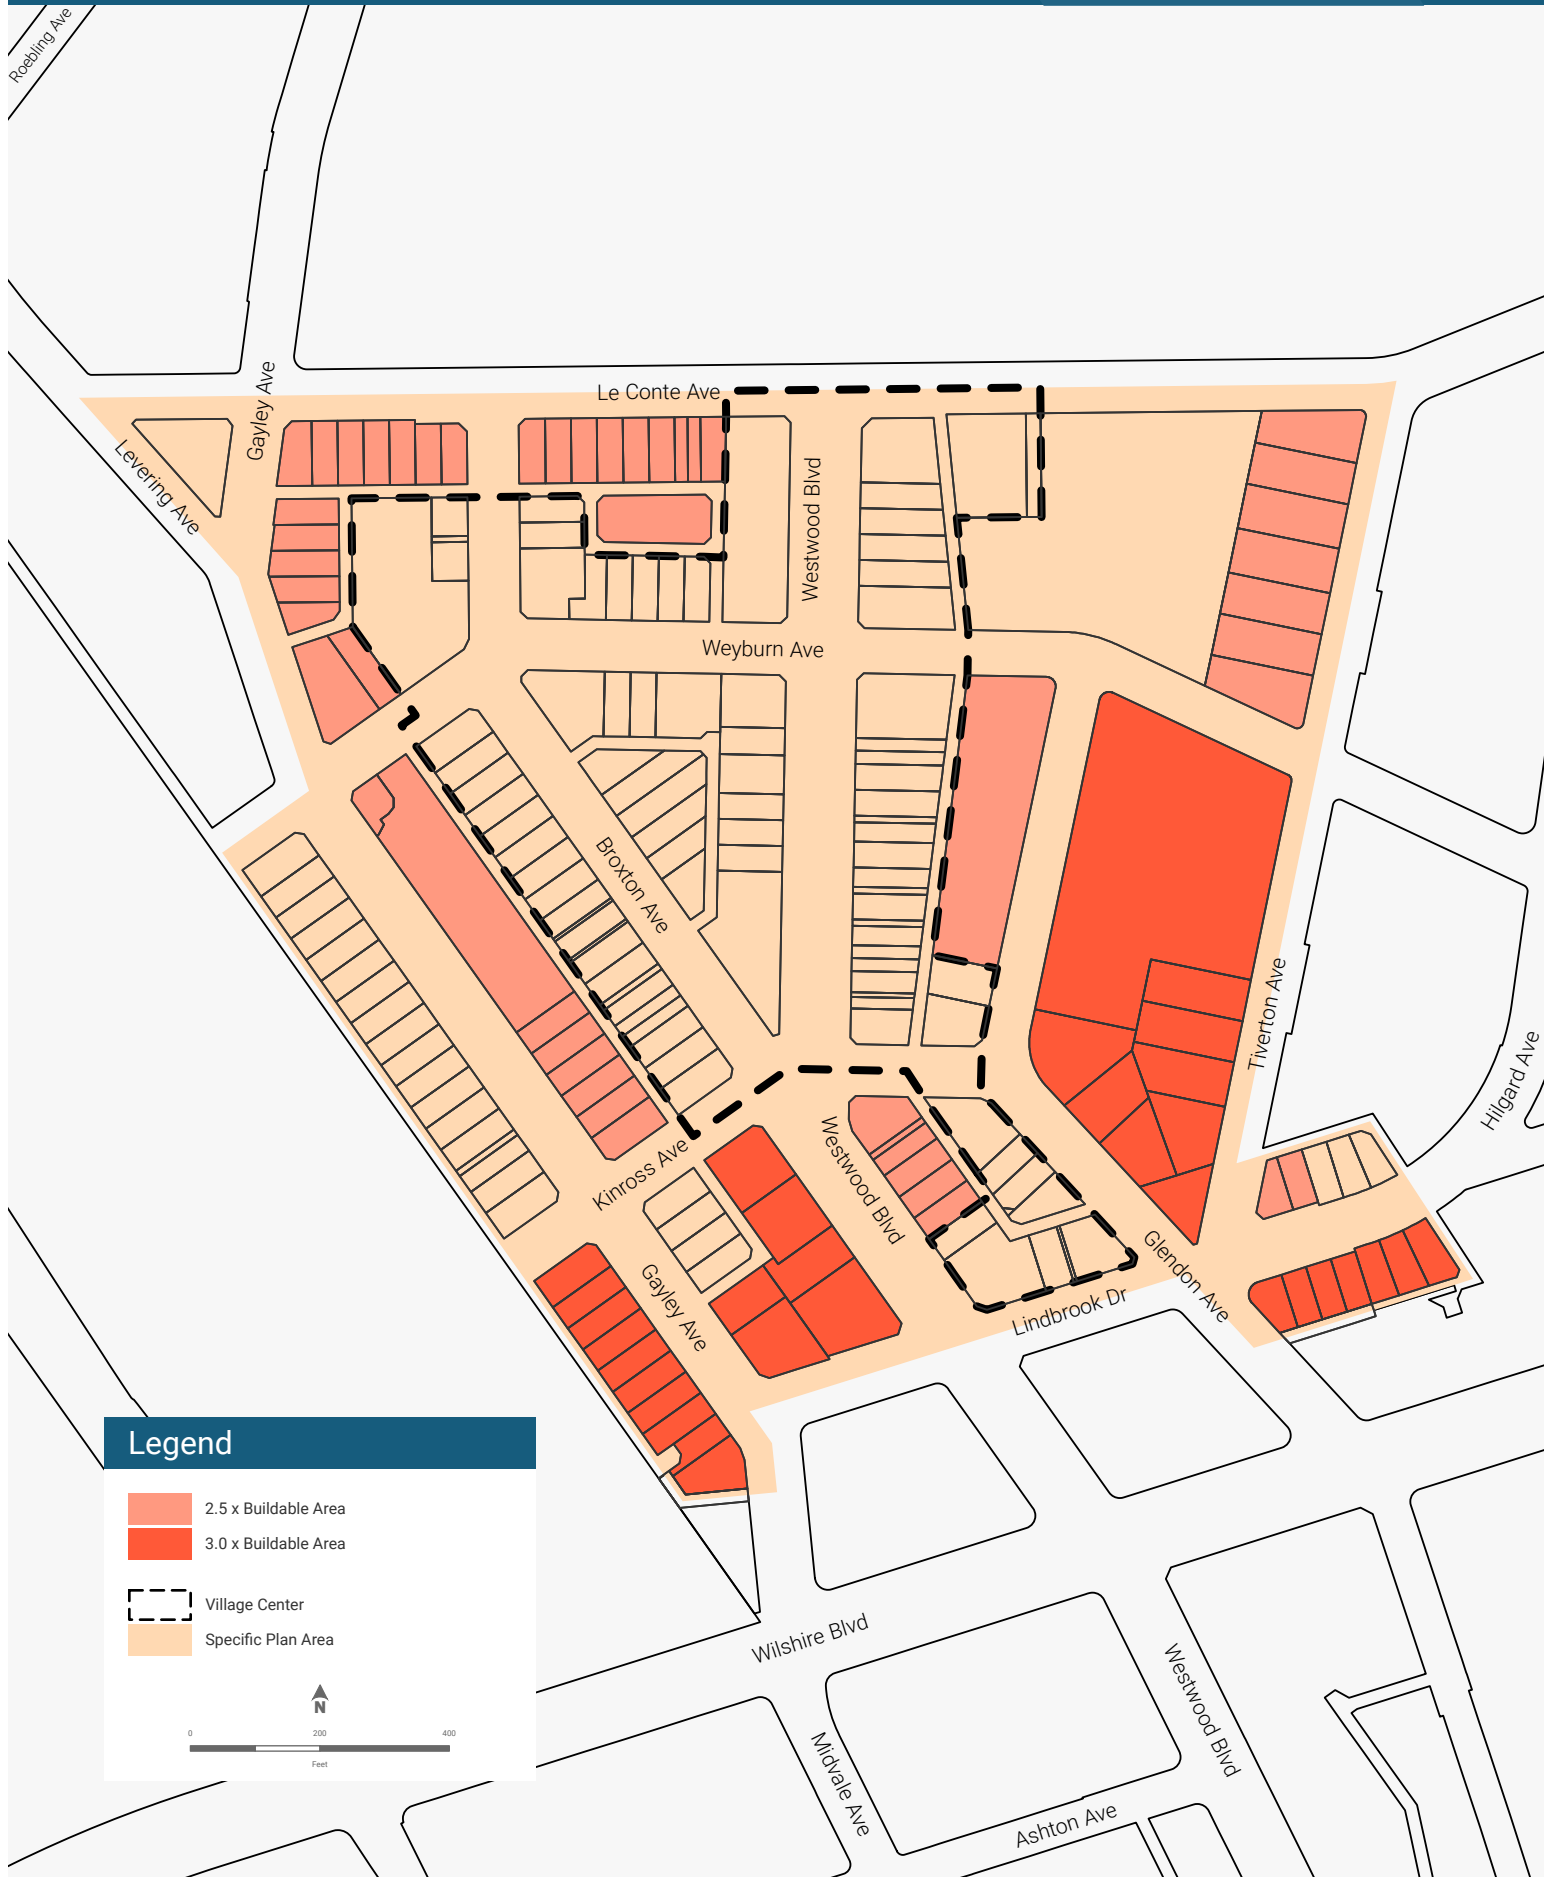 Roebling Ave
Gayley Ave
Le Conte Ave
Levering Ave
Westwood Blvd
Weyburn Ave
Broxton Ave
Tiverton Ave
Hilgard Ave
Kinross Ave
Westwood Blvd
Gayley Ave
Glendon Ave
Lindbrook Dr
Legend
2.5 x Buildable Area
3.0 x Buildable Area
Village Center
Specific Plan Area
N
0 200 400
Feet
Wilshire Blvd
Westwood Blvd
Midvale Ave
Ashton Ave